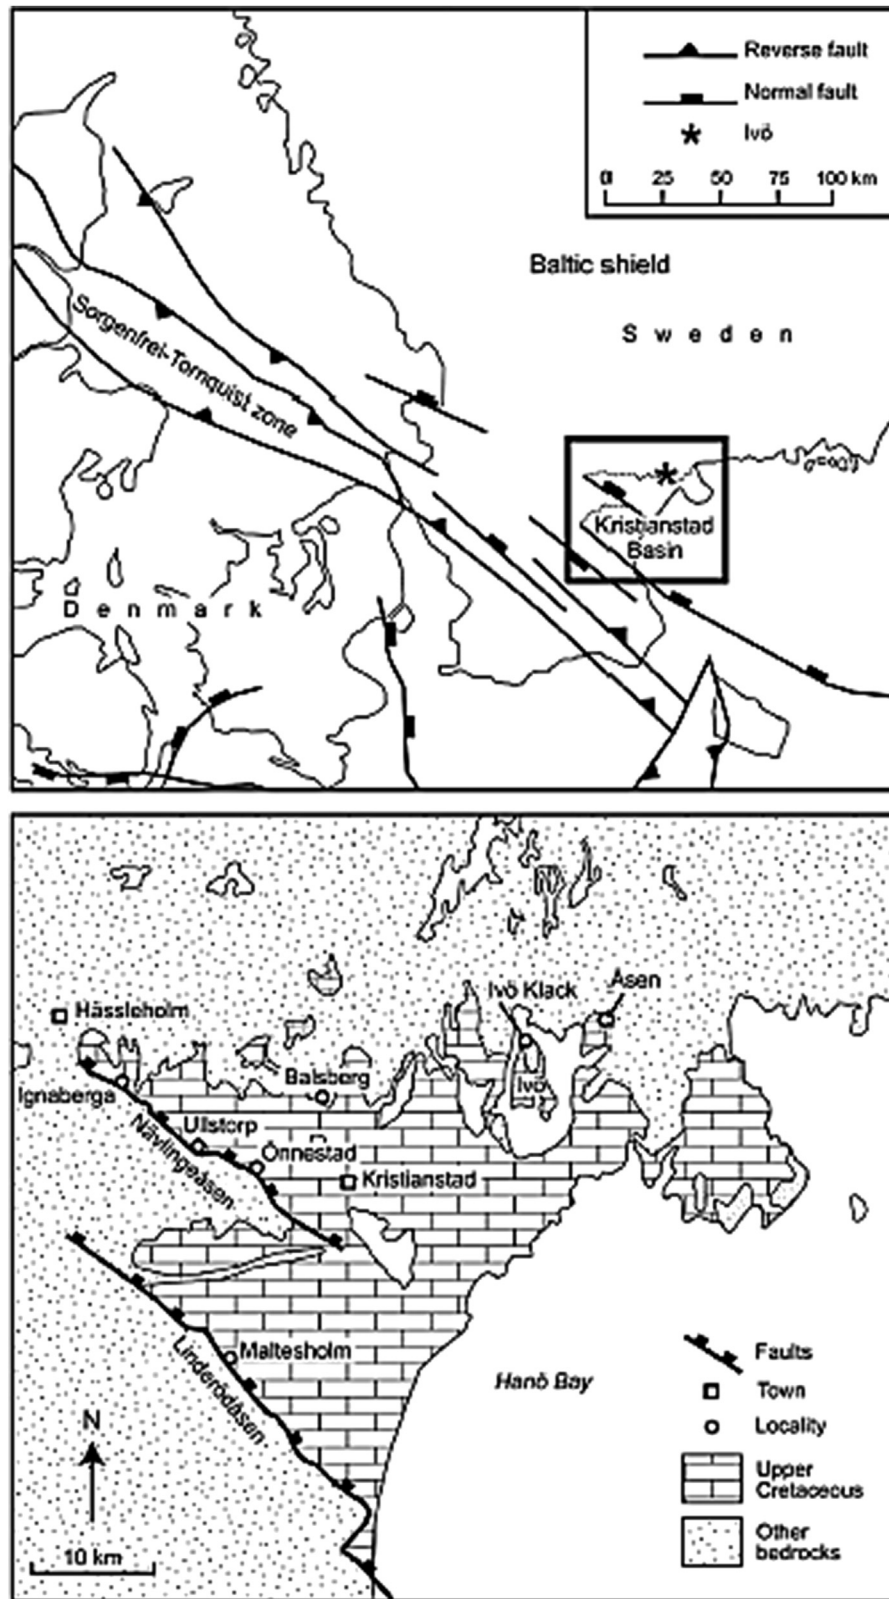 Reverse fault
Normal fault
Ivö
0 25 50 75 100 km
Baltic shield
Sweden
Sorgenfrei-Tornquist zone
Kristianstad
Basin
Denmark
Ivö Klack
Åsen
Hässleholm
Ivö
Balsberg
Ignaberga
Ullstorp
Nävlingeåsen
Önnestad
Kristianstad
Maltesholm
Linderödåsen
Hanö Bay
Faults
Town
Locality
Upper
Cretaceous
Other
bedrocks
N
10 km